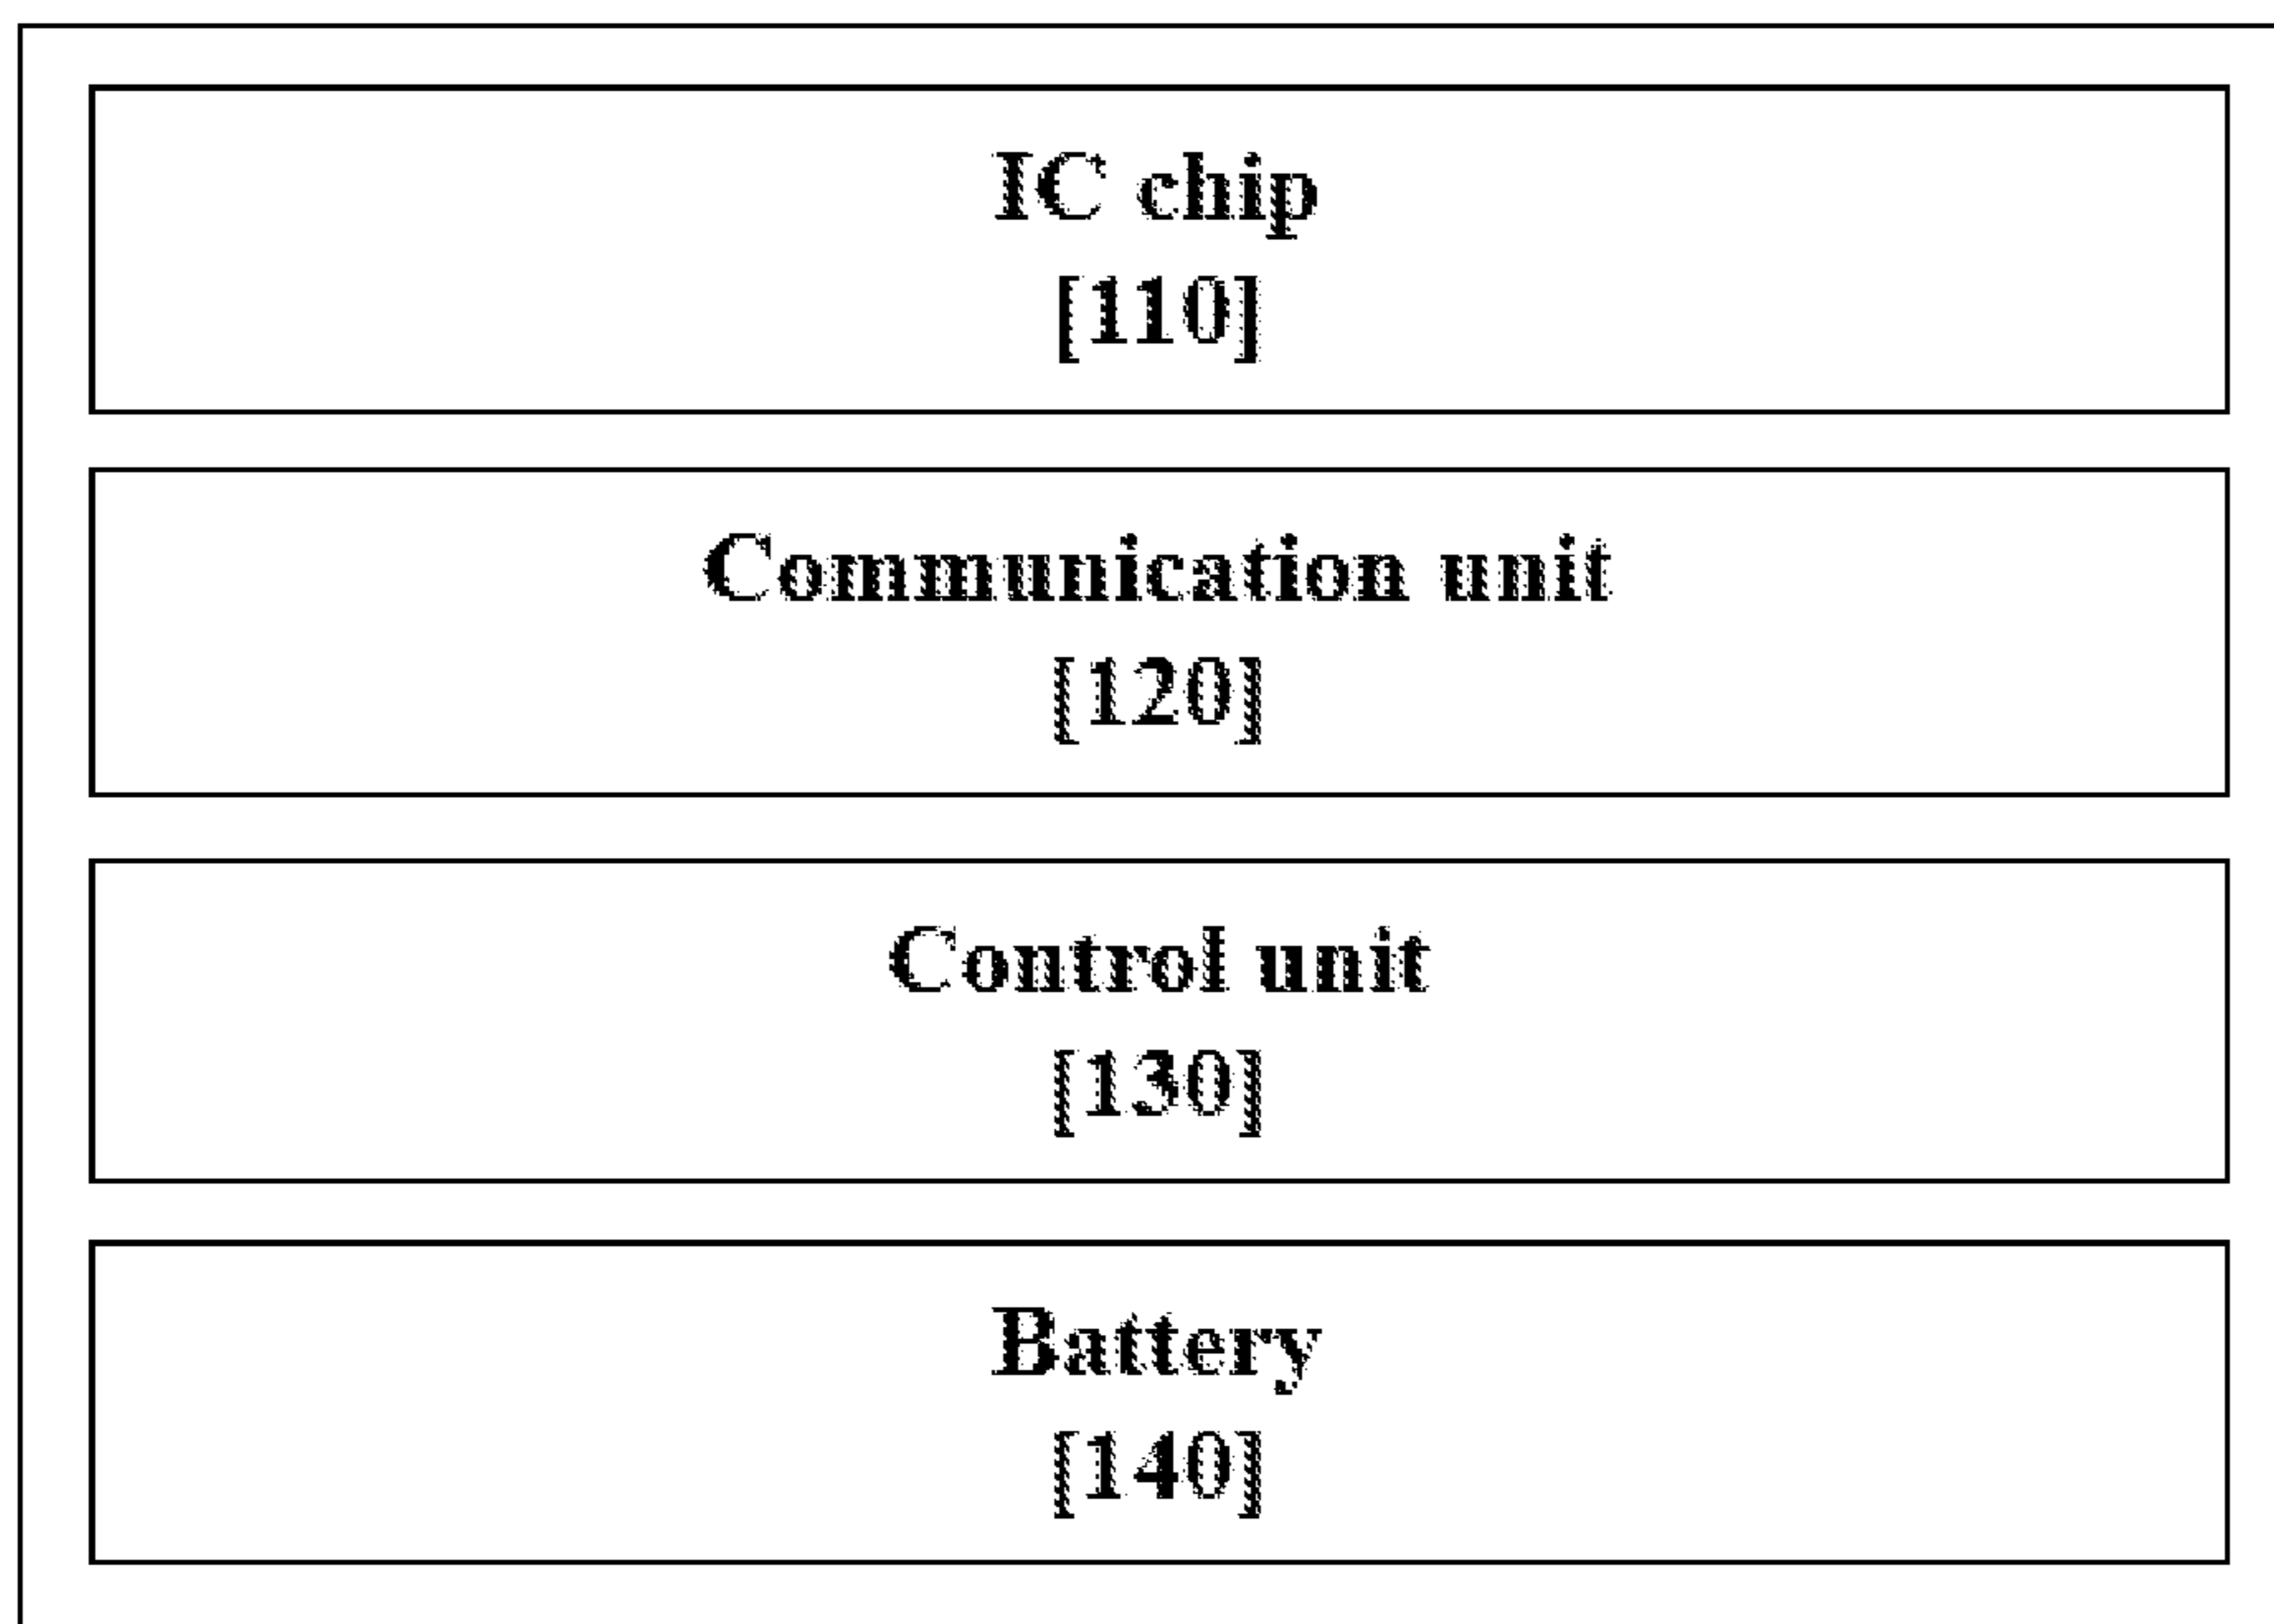 IC chip
[110]
Communication unit
[120]
Control unit
[130]
Battery
[140]